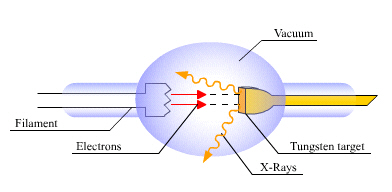 Vacuum
Filament
Electrons
Tungsten target
X-Rays